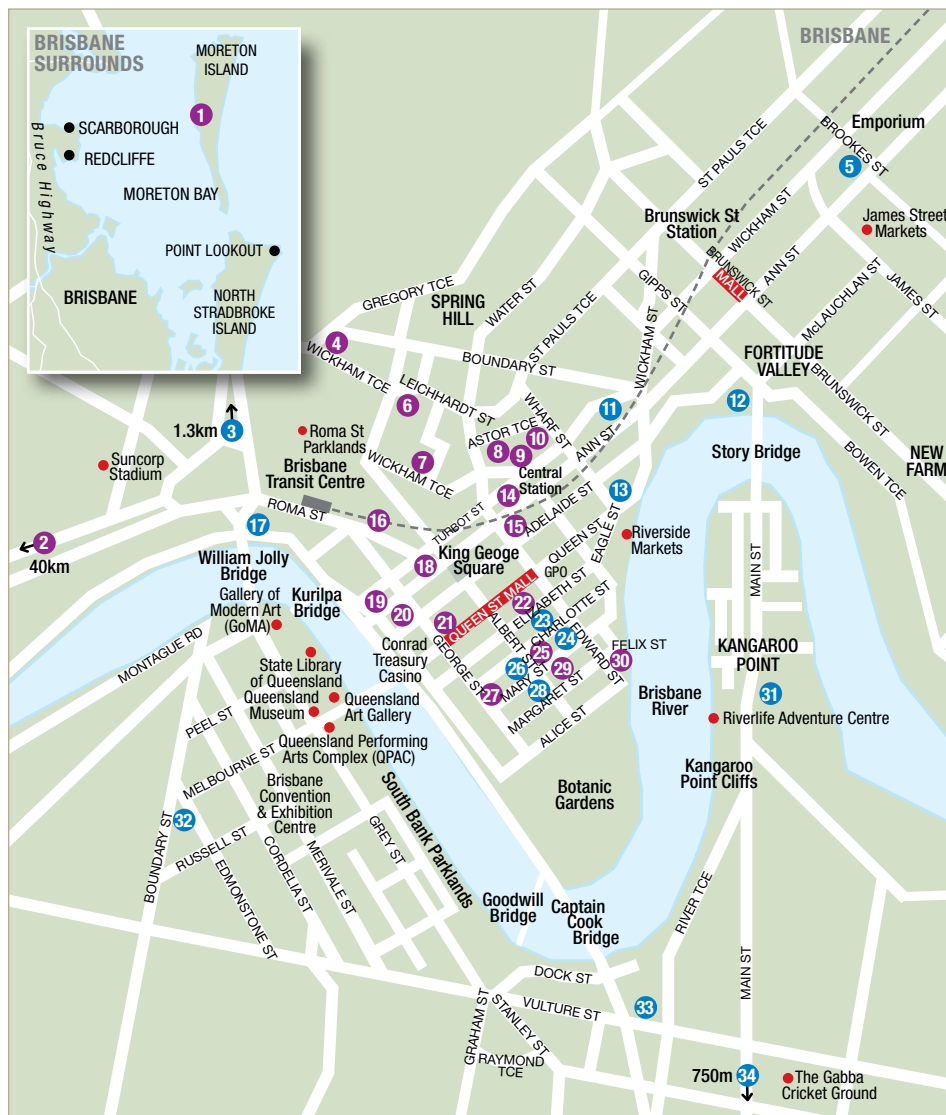 BRISBANE
SURROUNDS
MORETON
ISLAND
1
SCARBOROUGH
REDCLIFFE
Bruce Highway
MORETON BAY
POINT LOOKOUT
BRISBANE
NORTH
STRADBROKE
ISLAND
BRISBANE
Emporium
BROOKES ST
5
ST PAULS TCE
WICKHAM ST
Brunswick St
Station
James Street
Markets
BRUNSWICK ST
MALL
ANN ST
GIPPS ST
McLAUCHLAN ST
JAMES ST
GREGORY TCE
SPRING
HILL
WATER ST
ST PAULS TCE
WICKHAM ST
4
WICKHAM TCE
BOUNDARY ST
FORTITUDE
VALLEY
BRUNSWICK ST
LEICHHARDT ST
6
11
12
1.3km
3
Roma St
Parklands
ASTOR TCE
WHARF ST
ANN ST
8
9
10
Story Bridge
BOWEN TCE
NEW
FARM
Suncorp
Stadium
Brisbane
Transit Centre
7
WICKHAM TCE
Central
Station
13
14
ROMA ST
16
TURBOT ST
15
ADELAIDE ST
EAGLE ST
Riverside
Markets
2
40km
17
William Jolly
Bridge
King Geoge
Square
QUEEN ST
MAIN ST
18
GPO
Gallery of
Modern Art
(GoMA)
Kurilpa
Bridge
19
20
21
QUEEN ST MALL
22
ELIZABETH ST
23
CHARLOTTE ST
24
MONTAGUE RD
Conrad
Treasury
Casino
GEORGE ST
ALBERT ST
25
EDWARD ST
FELIX ST
30
KANGAROO
POINT
State Library
of Queensland
26
MARY ST
29
27
28
MARGARET ST
Queensland
Museum
Queensland
Art Gallery
Brisbane
River
31
Riverlife Adventure Centre
PEEL ST
ALICE ST
MELBOURNE ST
Queensland Performing
Arts Complex (QPAC)
Kangaroo
Point Cliffs
Brisbane
Convention
& Exhibition
Centre
South Bank Parklands
Botanic
Gardens
32
BOUNDARY ST
RUSSELL ST
GREY ST
EDMONSTONE ST
CORDELIA ST
MERIVALE ST
Goodwill
Bridge
Captain
Cook
Bridge
RIVER TCE
MAIN ST
DOCK ST
VULTURE ST
33
GRAHAM ST
STANLEY ST
RAYMOND
TCE
750m
34
The Gabba
Cricket Ground